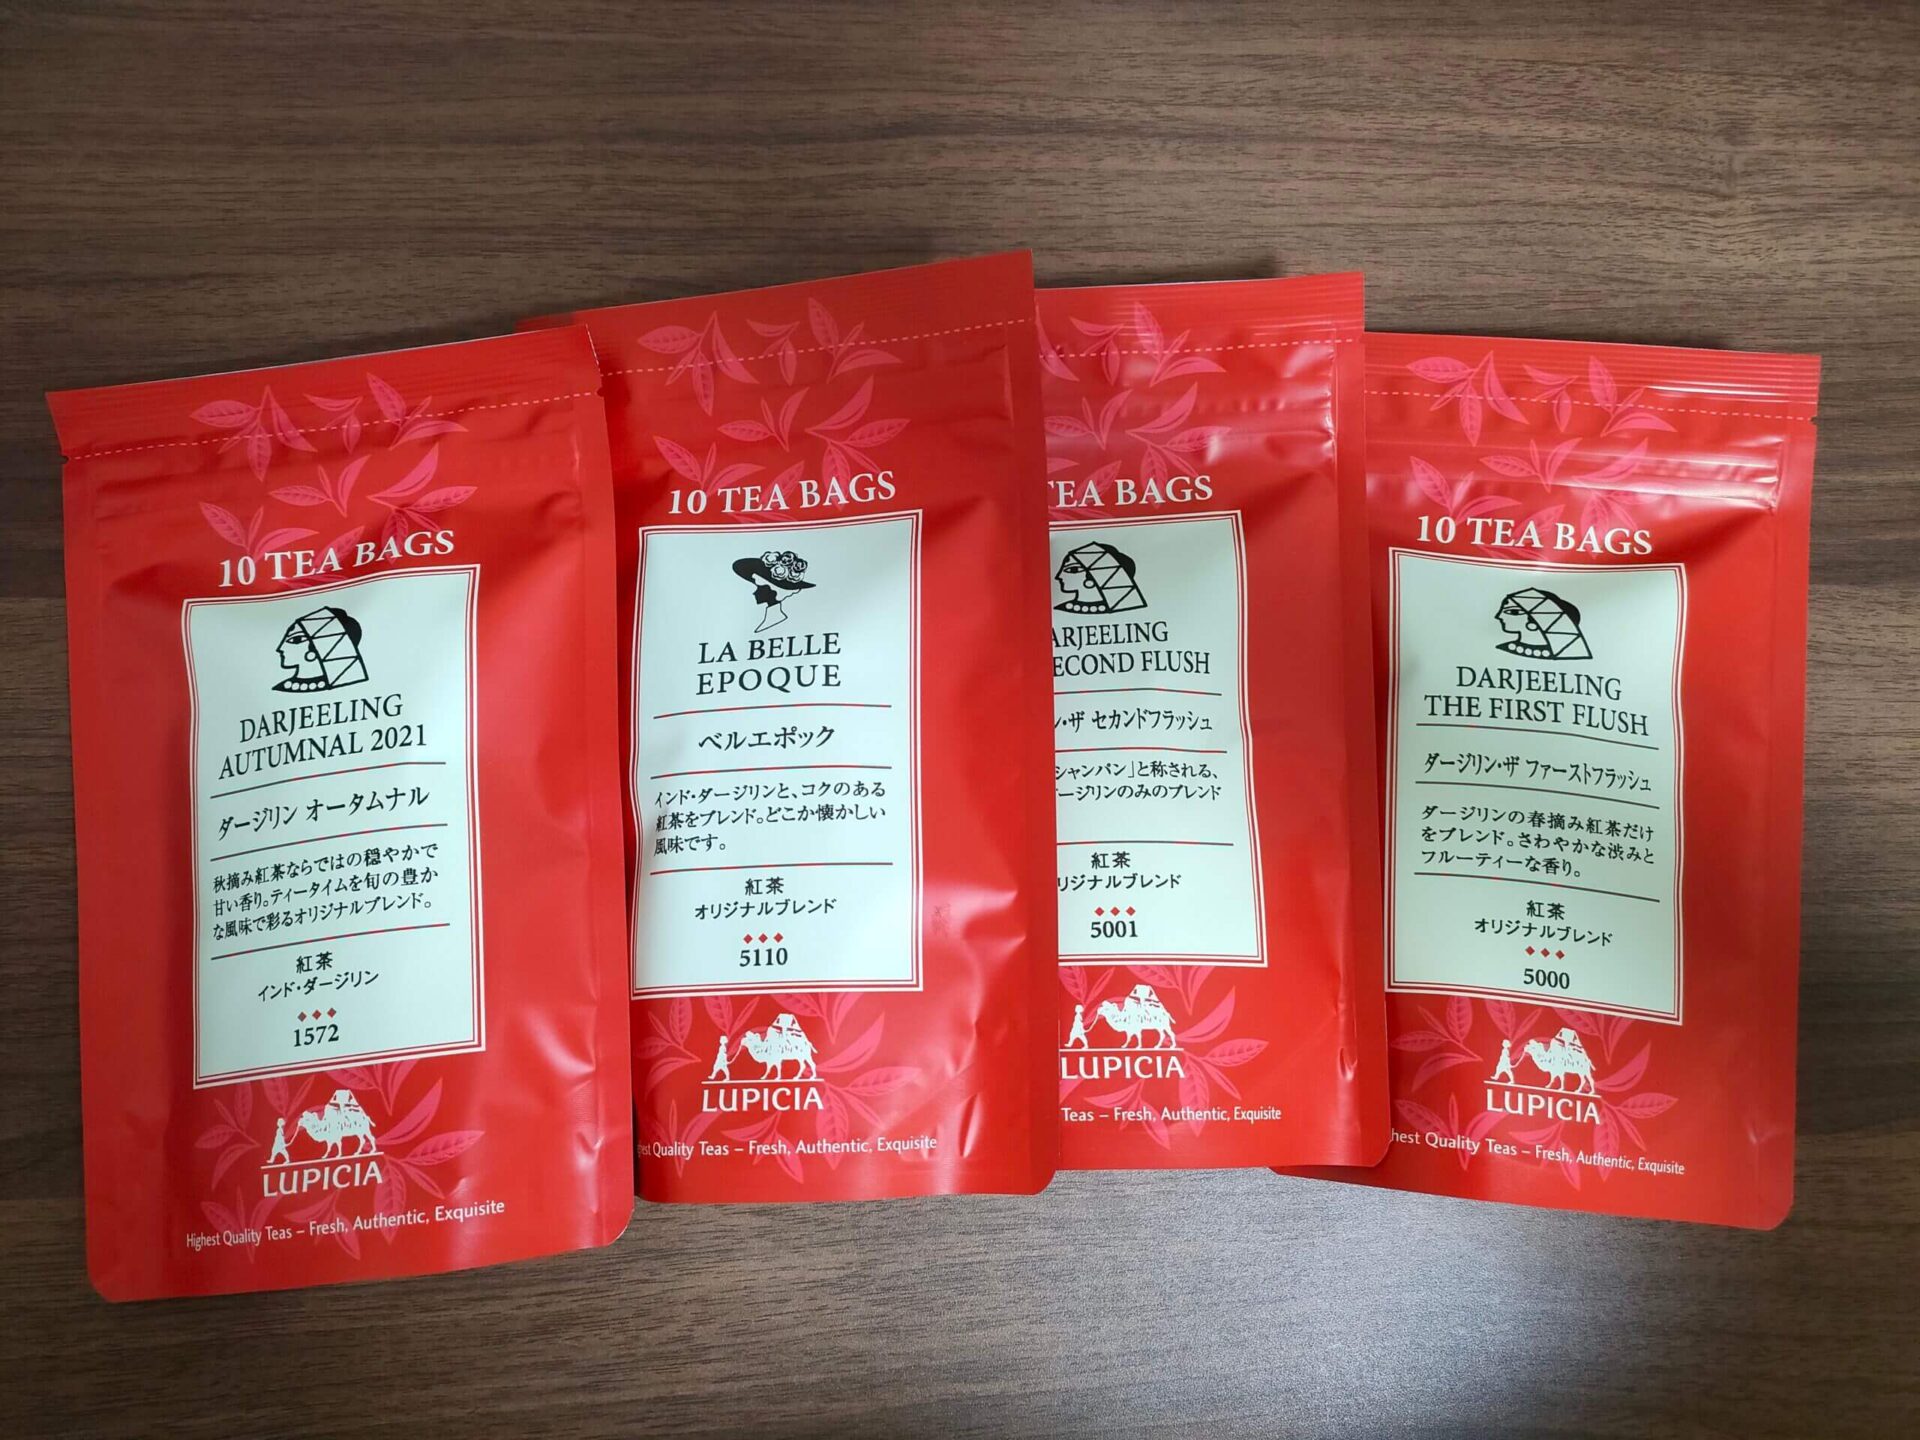 10 TEA BAGS
DARJEELING
AUTUMNAL 2021
ダージリン オータムナル
秋摘み紅茶ならではの穏やかで
甘い香り。ティータイムを旬の豊か
な風味で彩るオリジナルブレンド。
紅茶
インド・ダージリン
1572
LUPICIA
Highest Quality Teas – Fresh, Authentic, Exquisite
10 TEA BAGS
LA BELLE
EPOQUE
ベルエポック
インド・ダージリンと、コクのある
紅茶をブレンド。どこか懐かしい
風味です。
紅茶
オリジナルブレンド
5110
LUPICIA
Quality Teas – Fresh, Authentic, Exquisite
TEA BAGS
ARJEELING
ECOND FLUSH
ン・ザ セカンドフラッシュ
シャンパン」と称される、
ージリンのみのブレンド
紅茶
リジナルブレンド
5001
LUPICIA
Teas – Fresh, Authentic, Exquisite
10 TEA BAGS
DARJEELING
THE FIRST FLUSH
ダージリン・ザ ファーストフラッシュ
ダージリンの春摘み紅茶だけ
をブレンド。さわやかな渋みと
フルーティーな香り。
紅茶
オリジナルブレンド
5000
LUPICIA
hest Quality Teas – Fresh, Authentic, Exquisite